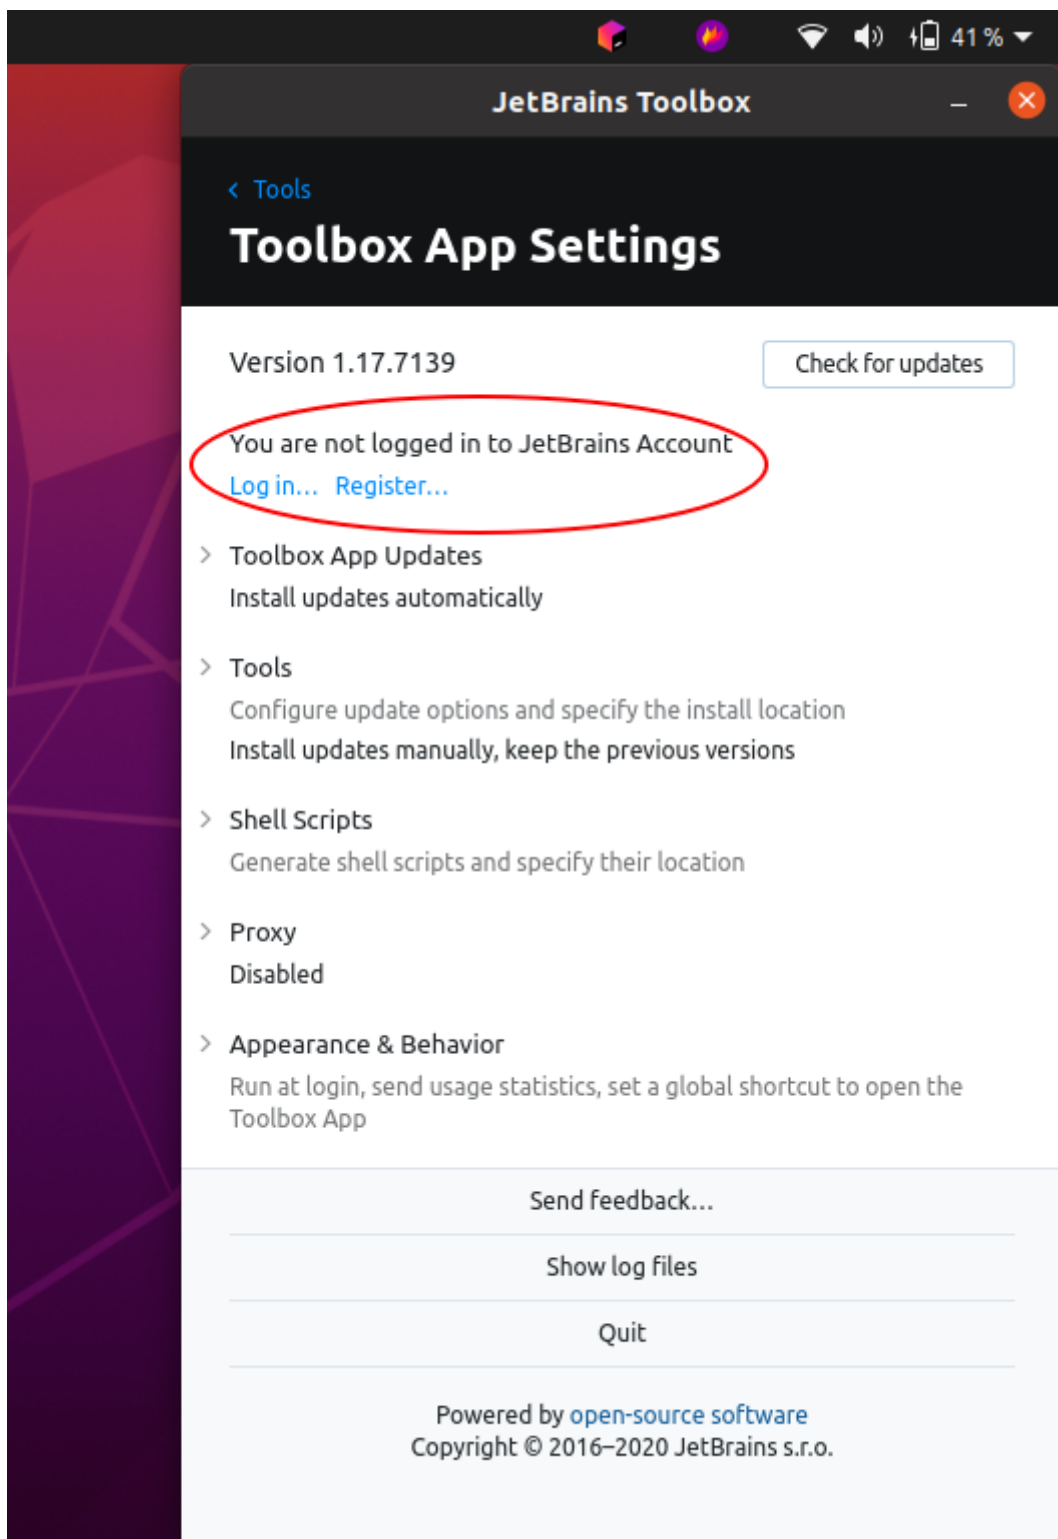 41 %
JetBrains Toolbox
Tools
Toolbox App Settings
Version 1.17.7139
Check for updates
You are not logged in to JetBrains Account
Log in… Register…
Toolbox App Updates
Install updates automatically
Tools
Configure update options and specify the install location
Install updates manually, keep the previous versions
Shell Scripts
Generate shell scripts and specify their location
Proxy
Disabled
Appearance & Behavior
Run at login, send usage statistics, set a global shortcut to open the
Toolbox App
Send feedback…
Show log files
Quit
Powered by open-source software
Copyright © 2016–2020 JetBrains s.r.o.